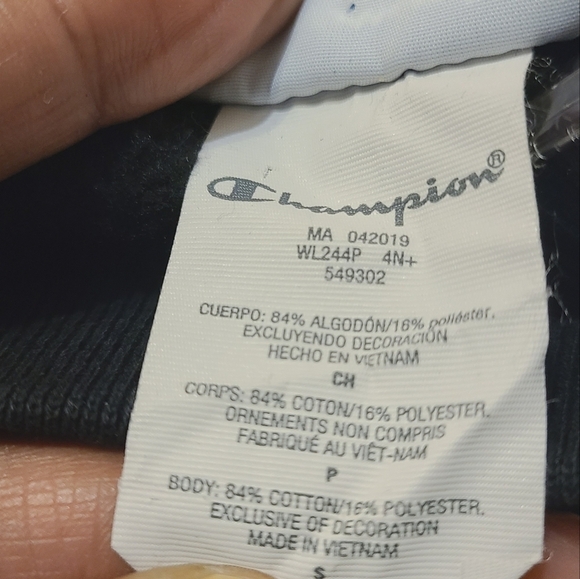 Champion®
MA 042019
WL244P 4N+
549302
CUERPO: 84% ALGODÓN/16% poliéster.
EXCLUYENDO DECORACIÓN
HECHO EN VIETNAM
CH
CORPS: 84% COTON/16% POLYESTER.
ORNEMENTS NON COMPRIS
FABRIQUÉ AU VIÊT-NAM
P
BODY: 84% COTTON/16% POLYESTER.
EXCLUSIVE OF DECORATION
MADE IN VIETNAM
S